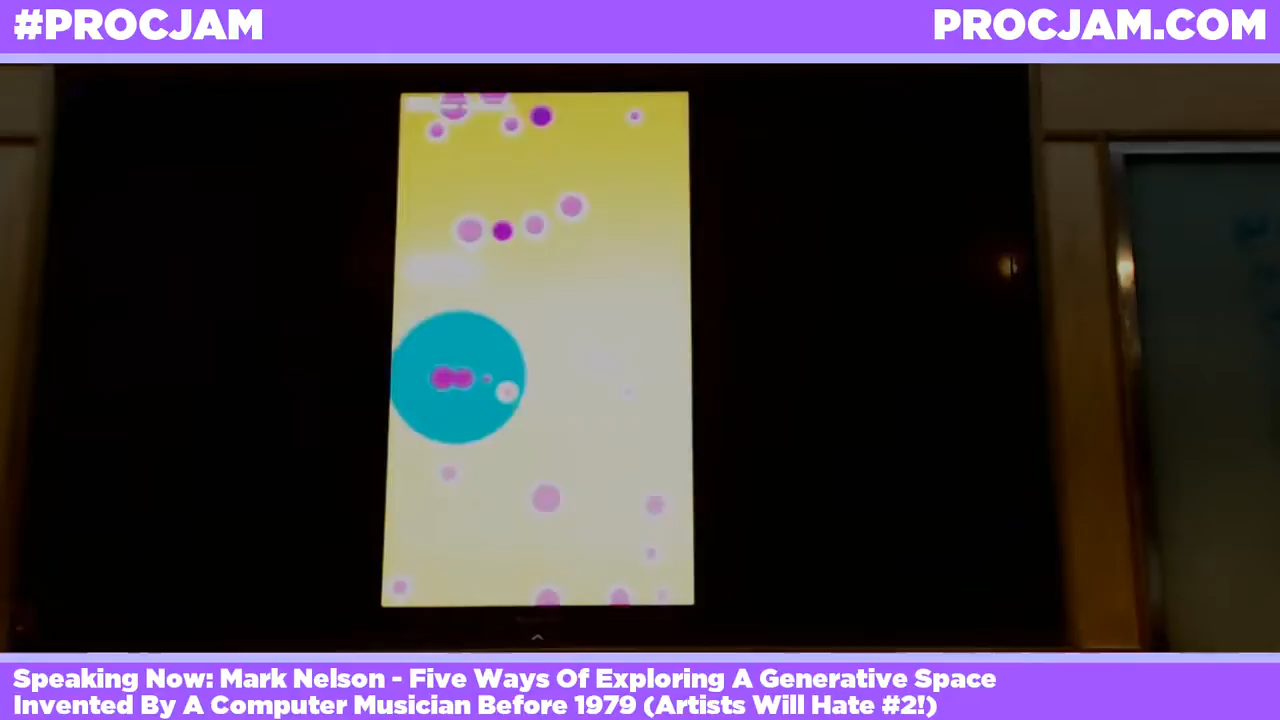 #PROCJAM
PROCJAM.COM
Speaking Now: Mark Nelson - Five Ways Of Exploring A Generative Space
Invented By A Computer Musician Before 1979 (Artists Will Hate #2!)